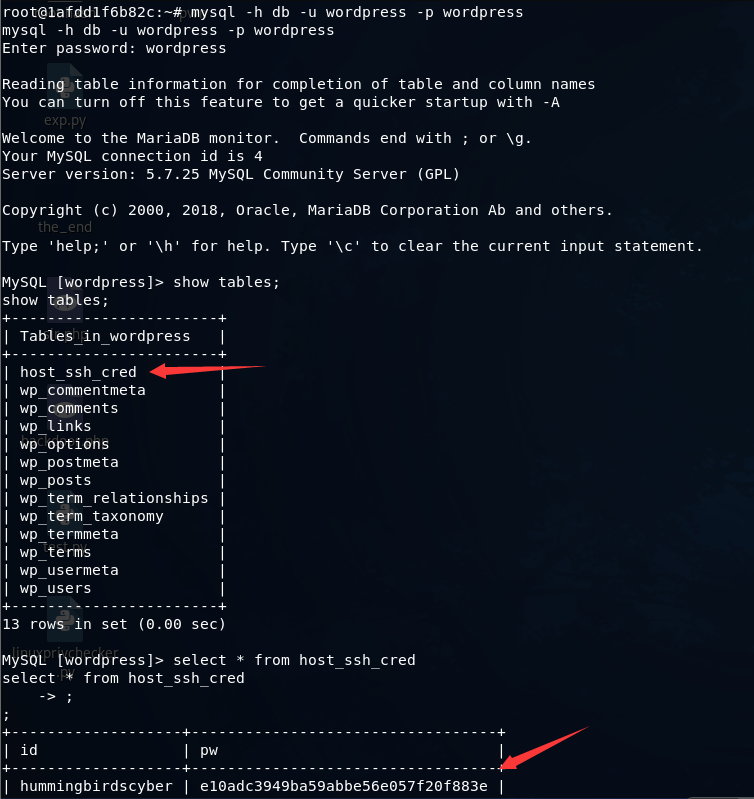 root@1afdd1f6b82c:~# mysql -h db -u wordpress -p wordpress
mysql -h db -u wordpress -p wordpress
Enter password: wordpress
Reading table information for completion of table and column names
You can turn off this feature to get a quicker startup with -A
exp.py
Welcome to the MariaDB monitor.  Commands end with ; or \g.
Your MySQL connection id is 4
Server version: 5.7.25 MySQL Community Server (GPL)
Copyright (c) 2000, 2018, Oracle, MariaDB Corporation Ab and others.
the_end
Type 'help;' or '\h' for help. Type '\c' to clear the current input statement.
MySQL [wordpress]> show tables;
show tables;
+-----------------------+
| Tables_in_wordpress   |
+-----------------------+
| host_ssh_cred         |
| wp_commentmeta        |
| wp_comments           |
| wp_links              |
| wp_options            |
| wp_postmeta           |
| wp_posts              |
| wp_term_relationships |
| wp_term_taxonomy      |
| wp_termmeta           |
| wp_terms              |
| wp_usermeta           |
| wp_users              |
+-----------------------+
13 rows in set (0.00 sec)
linuxprivchecker
.py
MySQL [wordpress]> select * from host_ssh_cred
select * from host_ssh_cred
    -> ;
;
+-------------------+----------------------------------+
| id                | pw                               |
+-------------------+----------------------------------+
| hummingbirdscyber | e10adc3949ba59abbe56e057f20f883e |